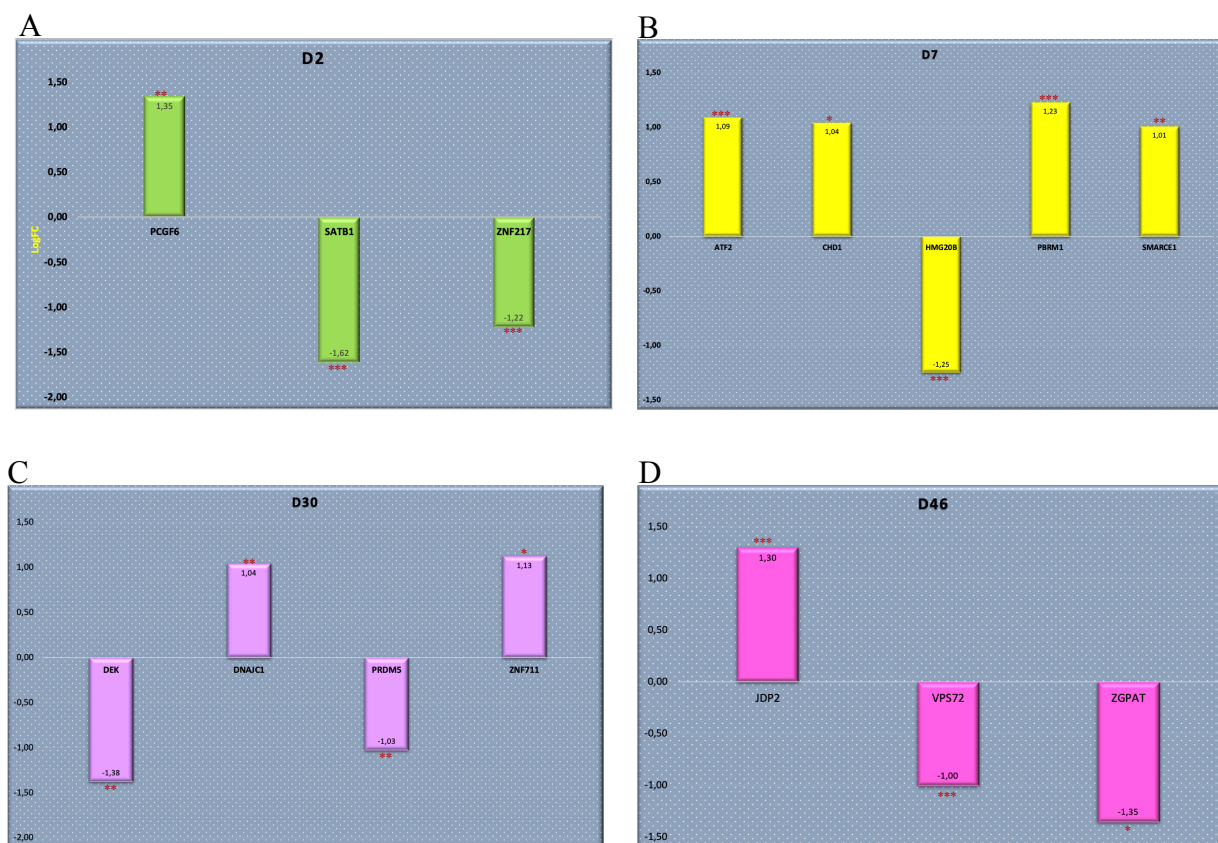 A
D2
1,50
1,00
0,50
0,00
-0,50
-1,00
-1,50
-2,00
LogFC
**
1,35
PCGF6
SATB1
-1,62
***
ZNF217
-1,22
***
B
D7
1,50
1,00
0,50
0,00
-0,50
-1,00
-1,50
***
1,09
ATF2
*
1,04
CHD1
HMG20B
-1,25
***
***
1,23
PBRM1
**
1,01
SMARCE1
C
D30
1,50
1,00
0,50
0,00
-0,50
-1,00
-1,50
-2,00
DEK
-1,38
**
**
1,04
DNAJC1
PRDM5
-1,03
**
*
1,13
ZNF711
D
D46
1,50
1,00
0,50
0,00
-0,50
-1,00
-1,50
***
1,30
JDP2
VPS72
-1,00
***
ZGPAT
-1,35
*